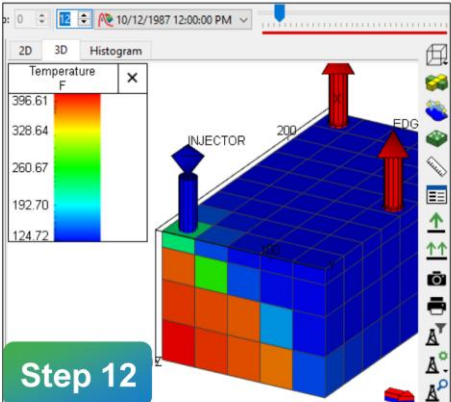 0 12 10/12/1987 12:00:00 PM
2D 3D Histogram
Temperature
F
396.61
328.64
260.67
192.70
124.72
INJECTOR
200
EDG
Z
Step 12